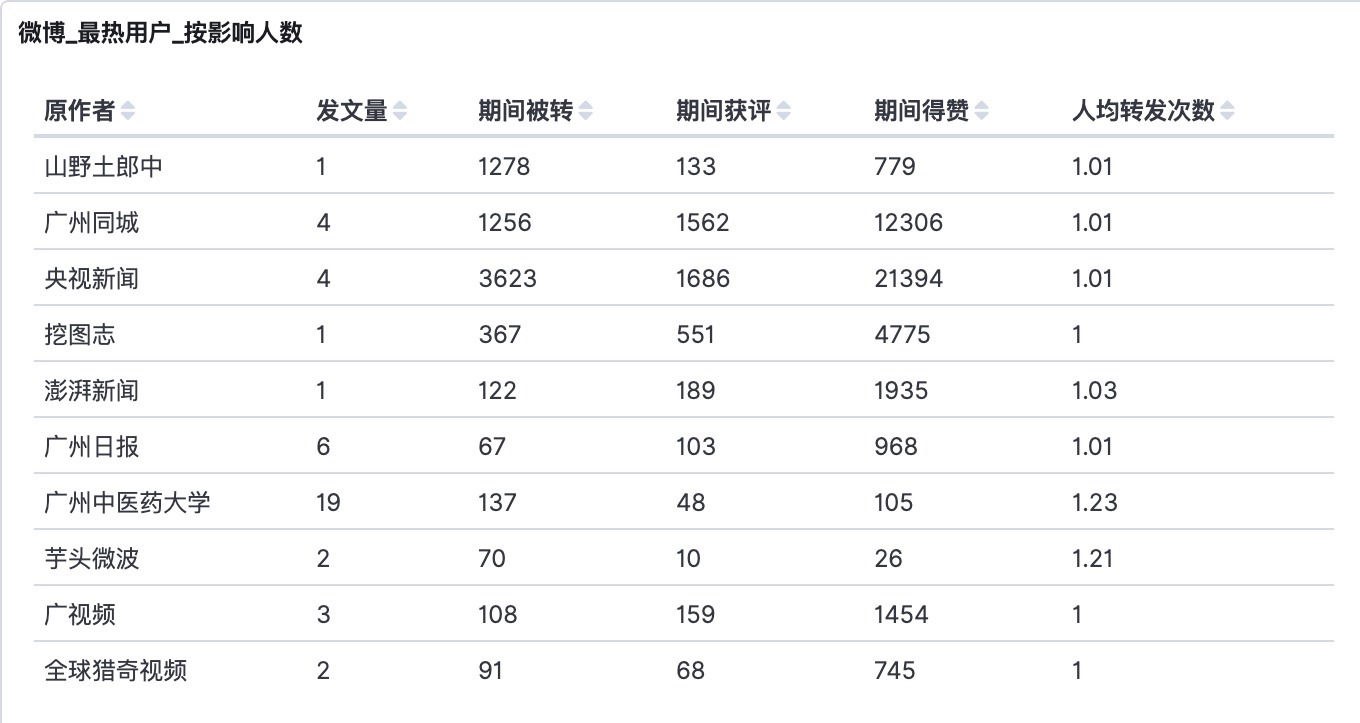 微博_最热用户_按影响人数
原作者 发文量 期间被转 期间获评 期间得赞 人均转发次数
山野土郎中 1 1278 133 779 1.01
广州同城 4 1256 1562 12306 1.01
央视新闻 4 3623 1686 21394 1.01
挖图志 1 367 551 4775 1
澎湃新闻 1 122 189 1935 1.03
广州日报 6 67 103 968 1.01
广州中医药大学 19 137 48 105 1.23
芋头微波 2 70 10 26 1.21
广视频 3 108 159 1454 1
全球猎奇视频 2 91 68 745 1